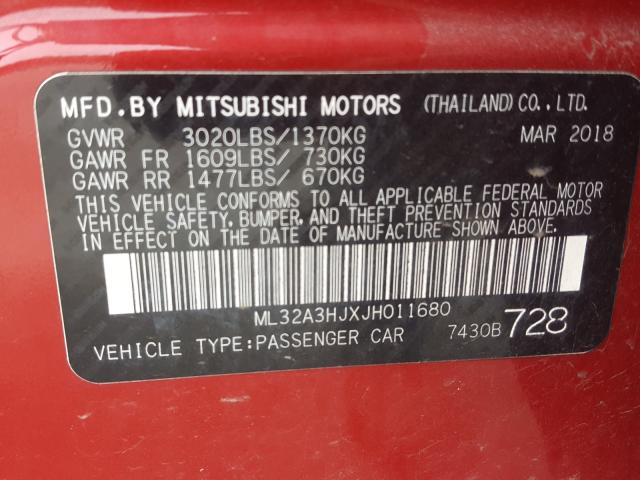 MFD. BY MITSUBISHI MOTORS (THAILAND) CO., LTD.
GVWR 3020LBS/1370KG MAR 2018
GAWR FR 1609LBS/ 730KG
GAWR RR 1477LBS/ 670KG
THIS VEHICLE CONFORMS TO ALL APPLICABLE FEDERAL MOTOR
VEHICLE SAFETY, BUMPER, AND THEFT PREVENTION STANDARDS
IN EFFECT ON THE DATE OF MANUFACTURE SHOWN ABOVE.
ML32A3HJXJH011680
VEHICLE TYPE:PASSENGER CAR 7430B 728